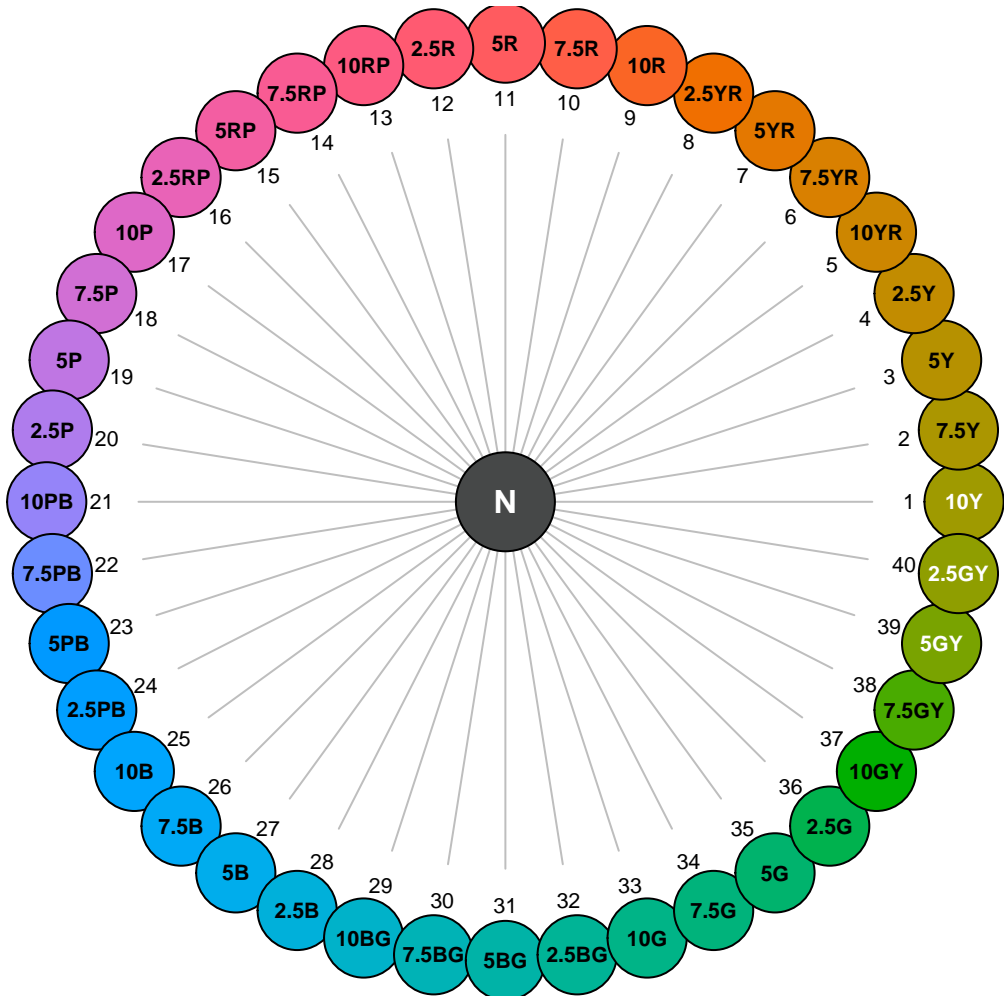 5R
11
7.5R
10
10R
9
2.5YR
8
5YR
7
7.5YR
6
10YR
5
2.5Y
4
5Y
3
7.5Y
2
10Y
1
2.5GY
40
5GY
39
7.5GY
38
10GY
37
2.5G
36
5G
35
7.5G
34
10G
33
2.5BG
32
5BG
31
7.5BG
30
10BG
29
2.5B
28
5B
27
7.5B
26
10B
25
2.5PB
24
5PB
23
7.5PB
22
10PB
21
2.5P
20
5P
19
7.5P
18
10P
17
2.5RP
16
5RP
15
7.5RP
14
10RP
13
2.5R
12
N